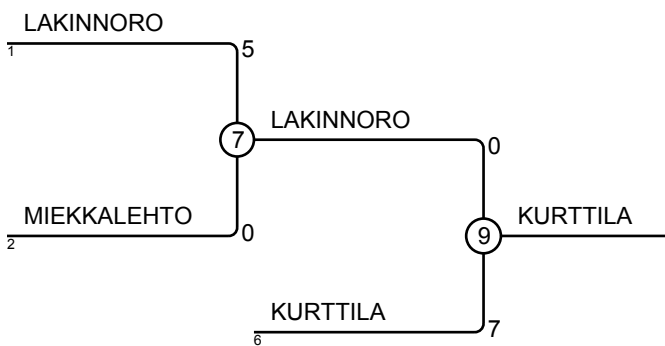 LAKINNORO
1
5
7
LAKINNORO
0
MIEKKALEHTO
2
0
9
KURTTILA
KURTTILA
6
7